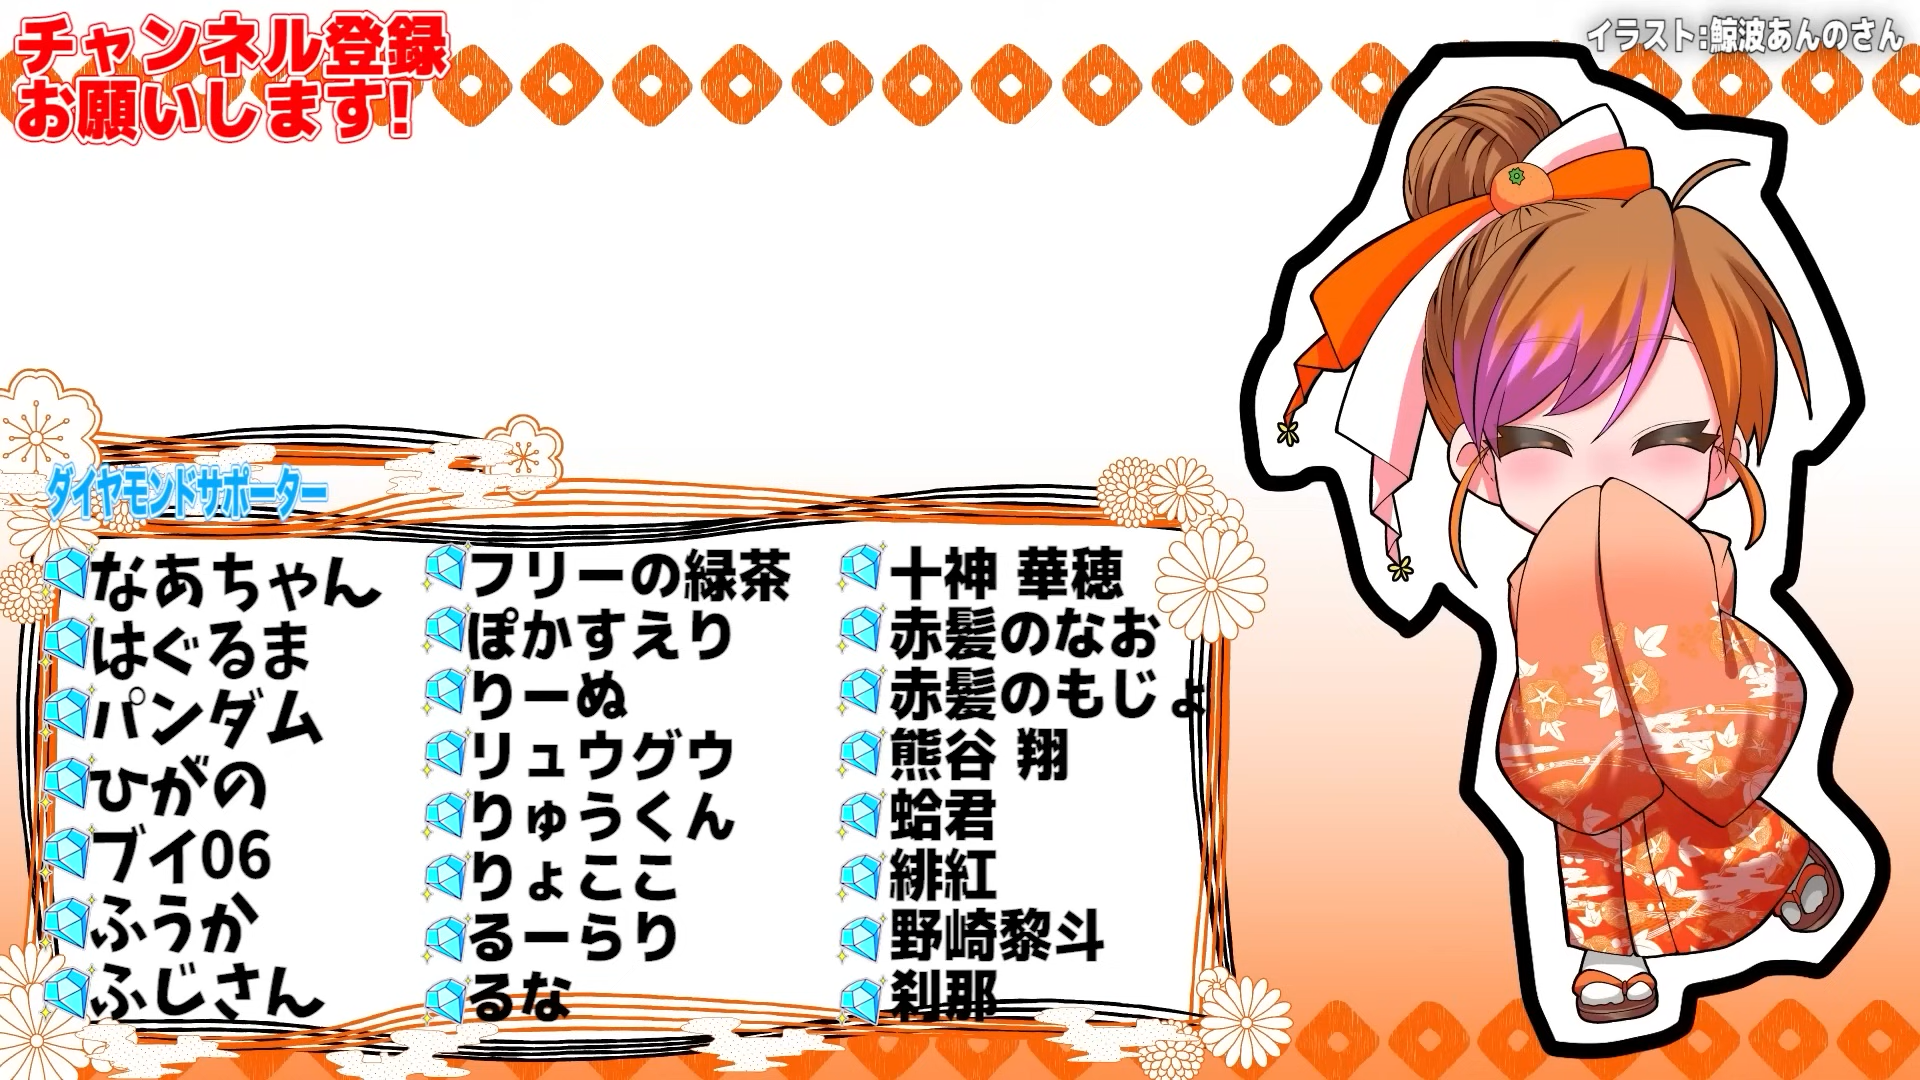 チャンネル登録
お願いします!
イラスト:鯨波あんのさん
ダイヤモンドサポーター
なあちゃん
はぐるま
パンダム
ひがの
ブイ06
ふうか
ふじさん
フリーの緑茶
ぽかすえり
りーぬ
リュウグウ
りゅうくん
りょここ
るーらり
るな
十神 華穂
赤髪のなお
赤髪のもじょ
熊谷 翔
蛤君
緋紅
野崎黎斗
刹那